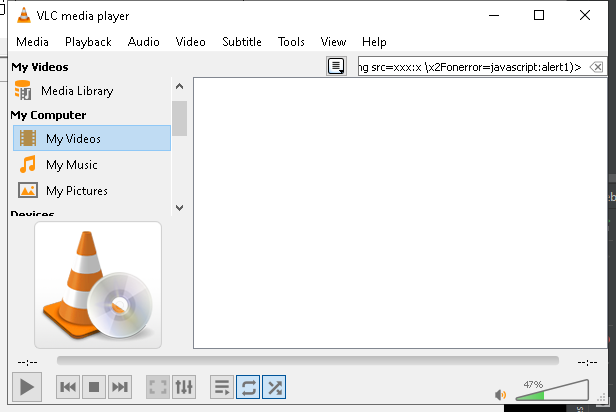 VLC media player
Media Playback Audio Video Subtitle Tools View Help
My Videos
ng src=xxx:x \x2Fonerror=javascript:alert1)>
Media Library
My Computer
My Videos
My Music
My Pictures
Devices
--:-- --:--
47%